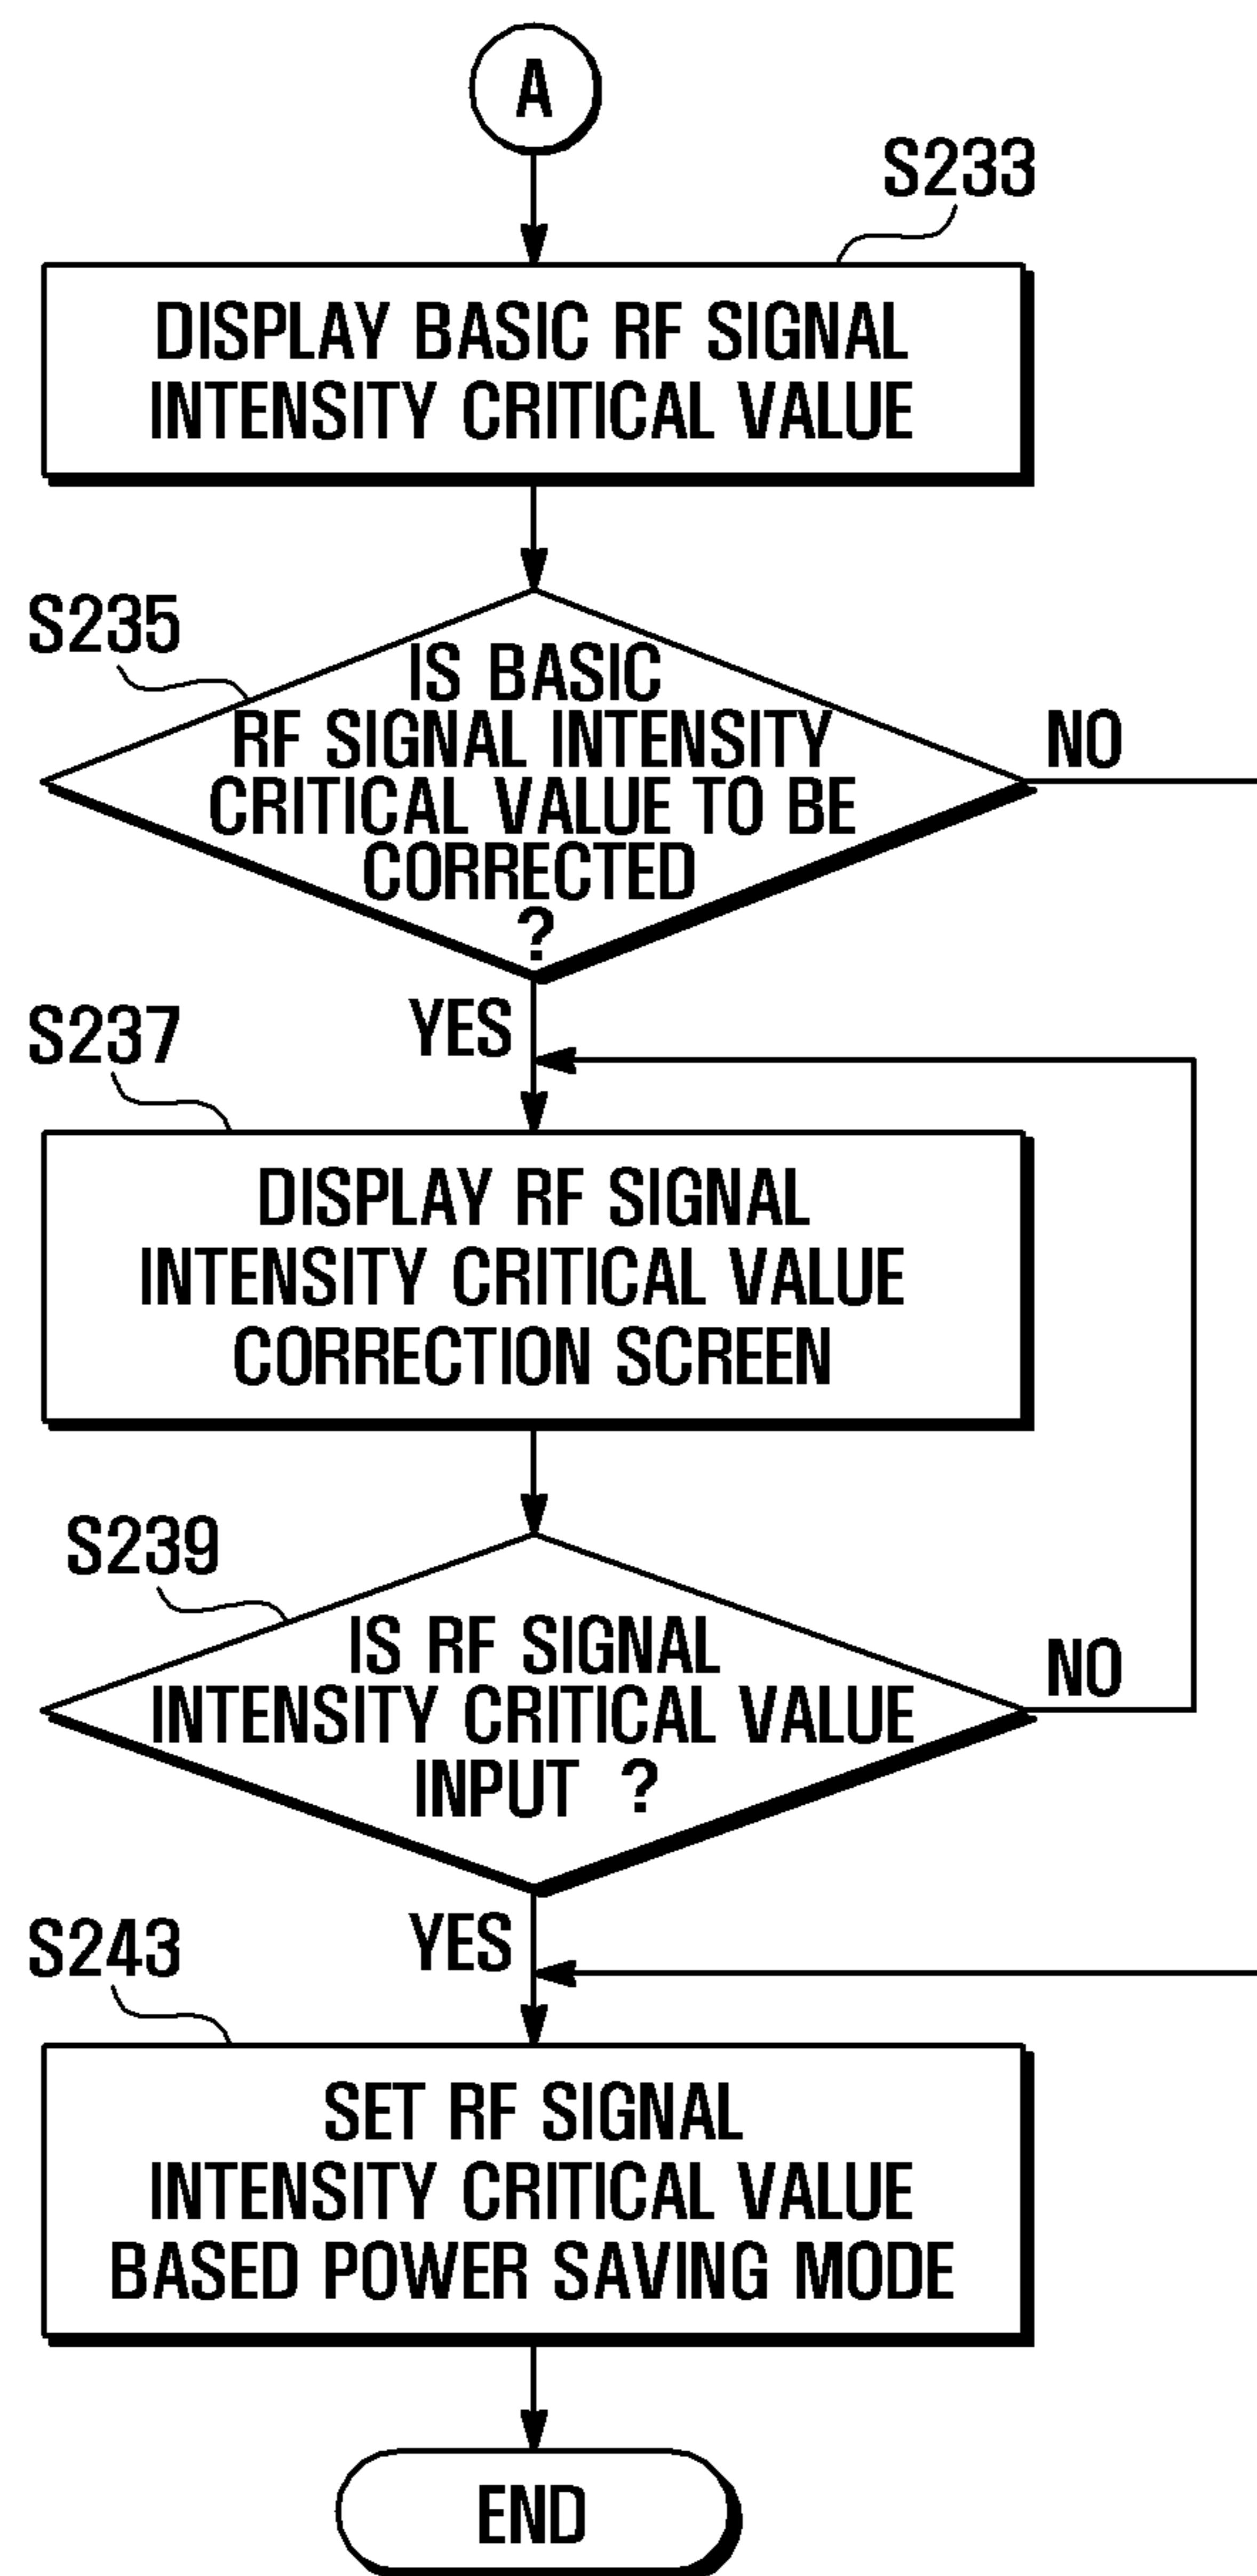 A
S233
DISPLAY BASIC RF SIGNAL
INTENSITY CRITICAL VALUE
S235
IS BASIC
RF SIGNAL INTENSITY
CRITICAL VALUE TO BE
CORRECTED
?
NO
YES
S237
DISPLAY RF SIGNAL
INTENSITY CRITICAL VALUE
CORRECTION SCREEN
S239
IS RF SIGNAL
INTENSITY CRITICAL VALUE
INPUT ?
NO
YES
S243
SET RF SIGNAL
INTENSITY CRITICAL VALUE
BASED POWER SAVING MODE
END